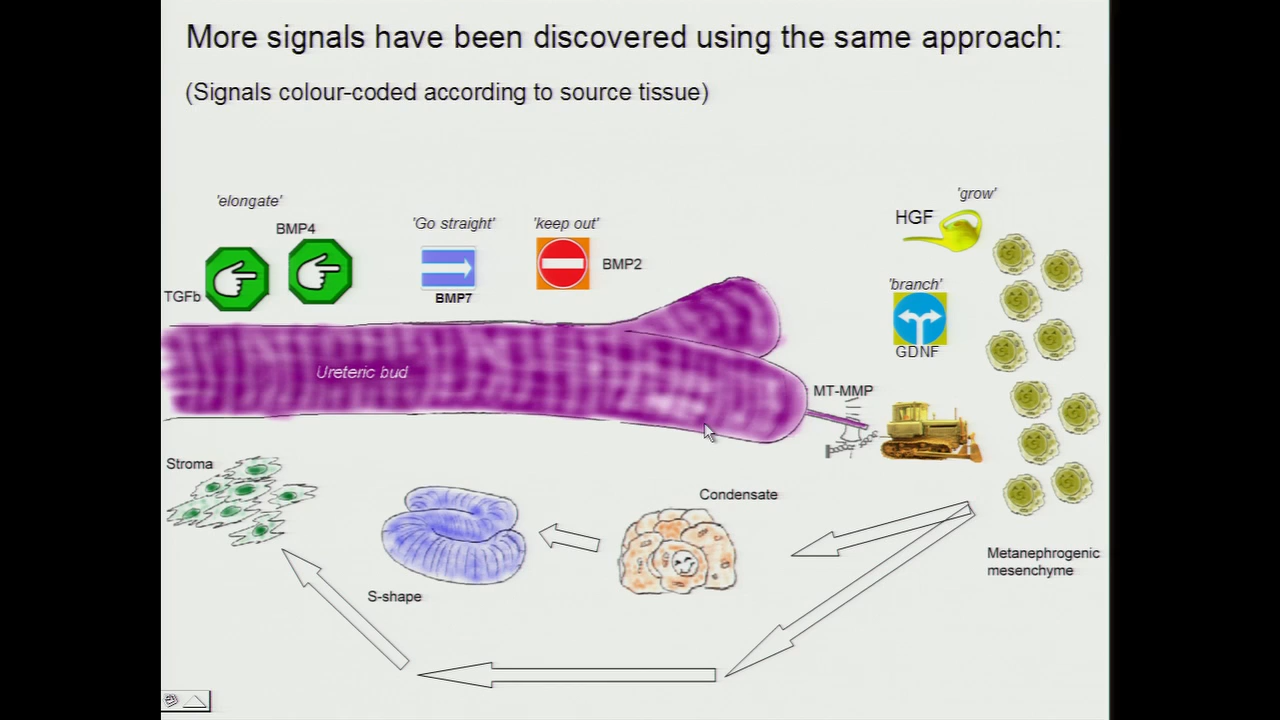 More signals have been discovered using the same approach:
(Signals colour-coded according to source tissue)
'elongate'
BMP4
TGFb
'Go straight'
BMP7
'keep out'
BMP2
'grow'
HGF
'branch'
GDNF
Ureteric bud
MT-MMP
Stroma
S-shape
Condensate
Metanephrogenic
mesenchyme